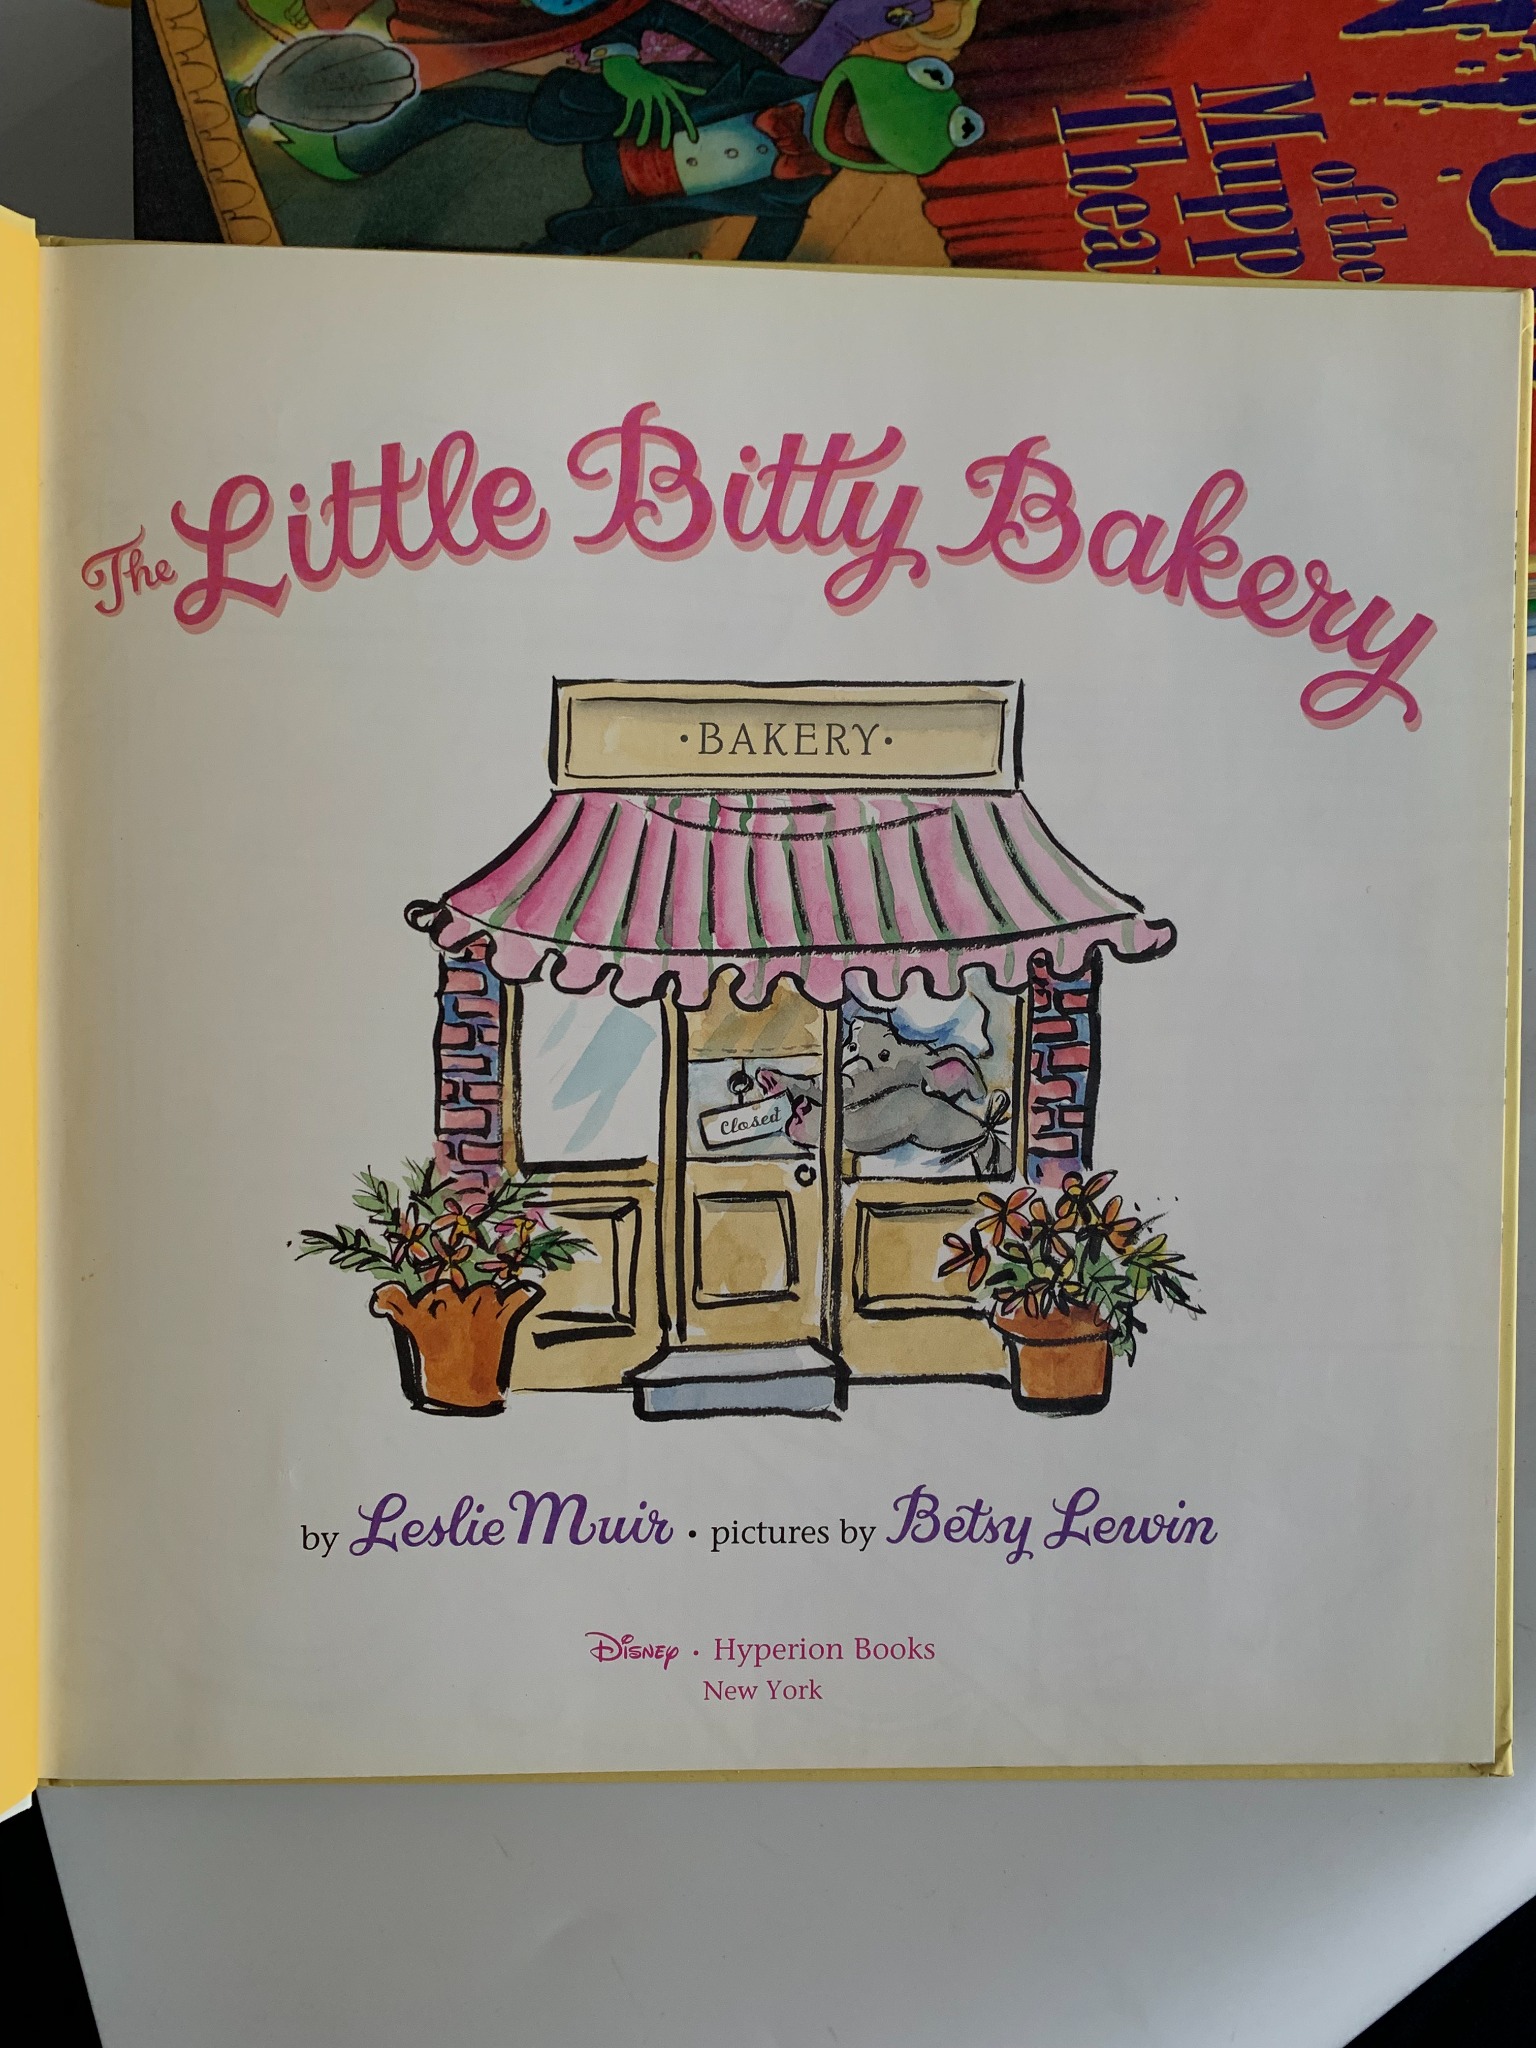 of the
Mupp
Thea
The Little Bitty Bakery
·BAKERY·
Closed
by Leslie Muir · pictures by Betsy Lewin
Disney · Hyperion Books
New York